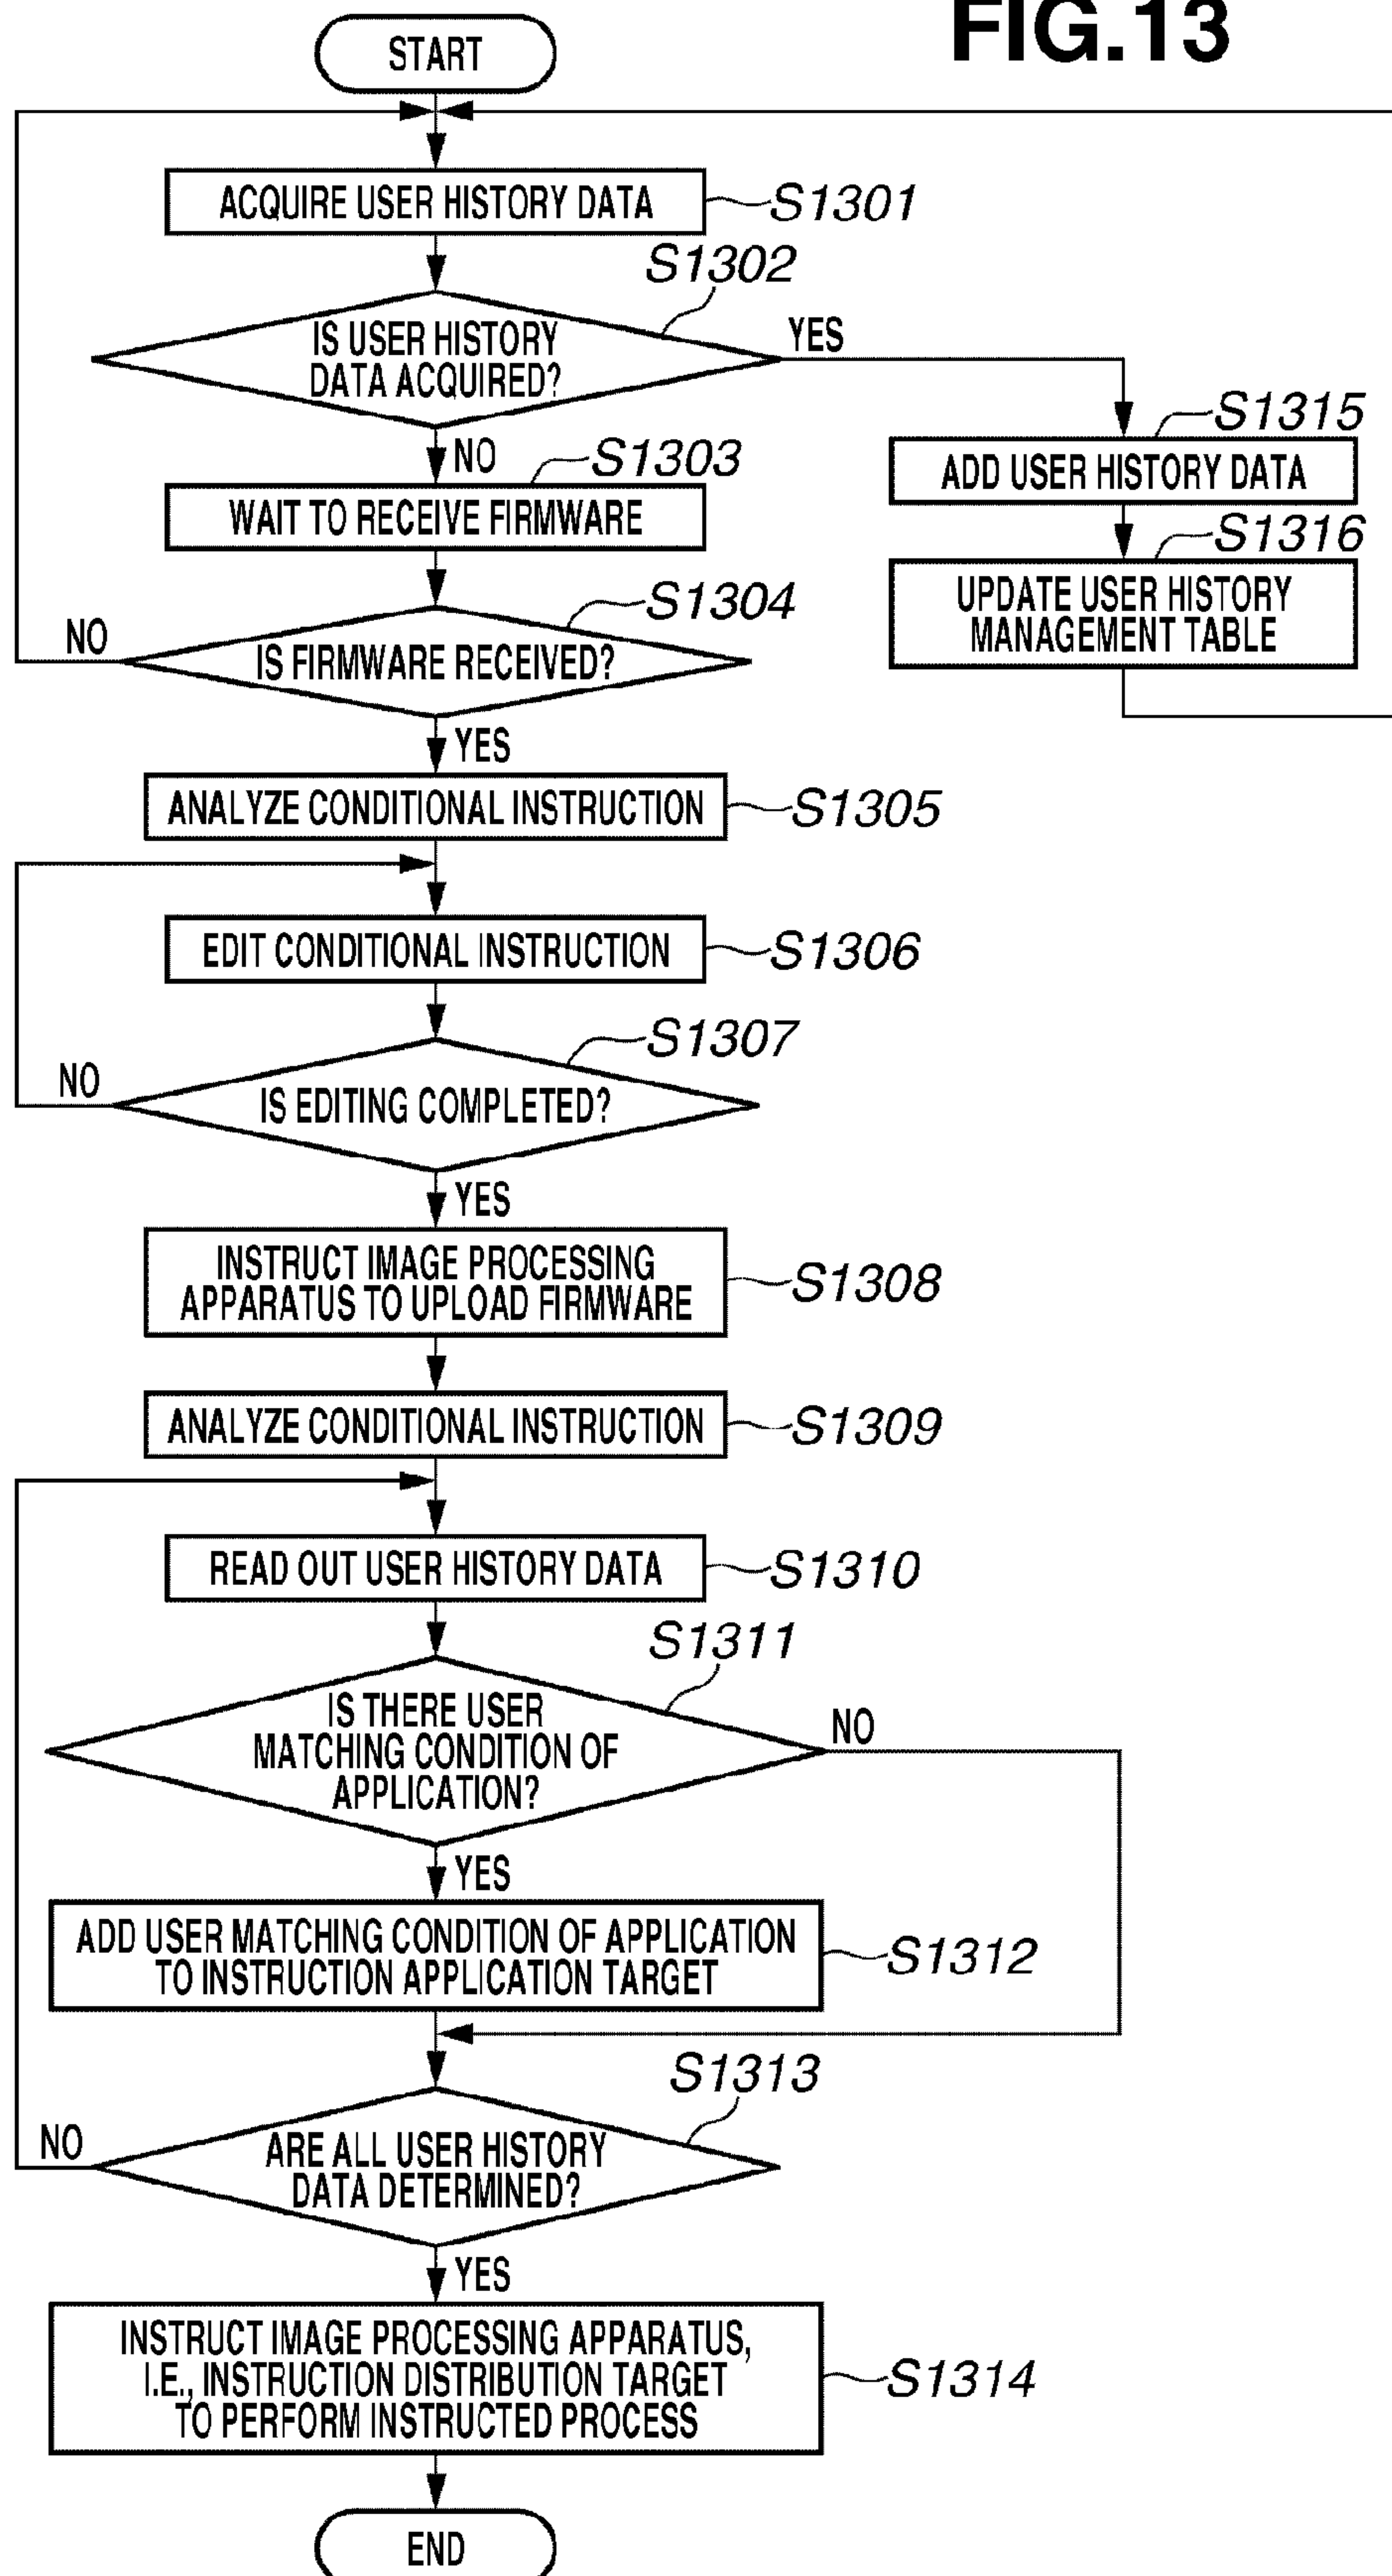 FIG.13
START
ACQUIRE USER HISTORY DATA
S1301
S1302
IS USER HISTORY
DATA ACQUIRED?
YES
NO
S1303
WAIT TO RECEIVE FIRMWARE
S1315
ADD USER HISTORY DATA
S1316
UPDATE USER HISTORY
MANAGEMENT TABLE
S1304
NO
IS FIRMWARE RECEIVED?
YES
ANALYZE CONDITIONAL INSTRUCTION
S1305
EDIT CONDITIONAL INSTRUCTION
S1306
S1307
NO
IS EDITING COMPLETED?
YES
INSTRUCT IMAGE PROCESSING
APPARATUS TO UPLOAD FIRMWARE
S1308
ANALYZE CONDITIONAL INSTRUCTION
S1309
READ OUT USER HISTORY DATA
S1310
S1311
IS THERE USER
MATCHING CONDITION OF
APPLICATION?
NO
YES
ADD USER MATCHING CONDITION OF APPLICATION
TO INSTRUCTION APPLICATION TARGET
S1312
S1313
NO
ARE ALL USER HISTORY
DATA DETERMINED?
YES
INSTRUCT IMAGE PROCESSING APPARATUS,
I.E., INSTRUCTION DISTRIBUTION TARGET
TO PERFORM INSTRUCTED PROCESS
S1314
END